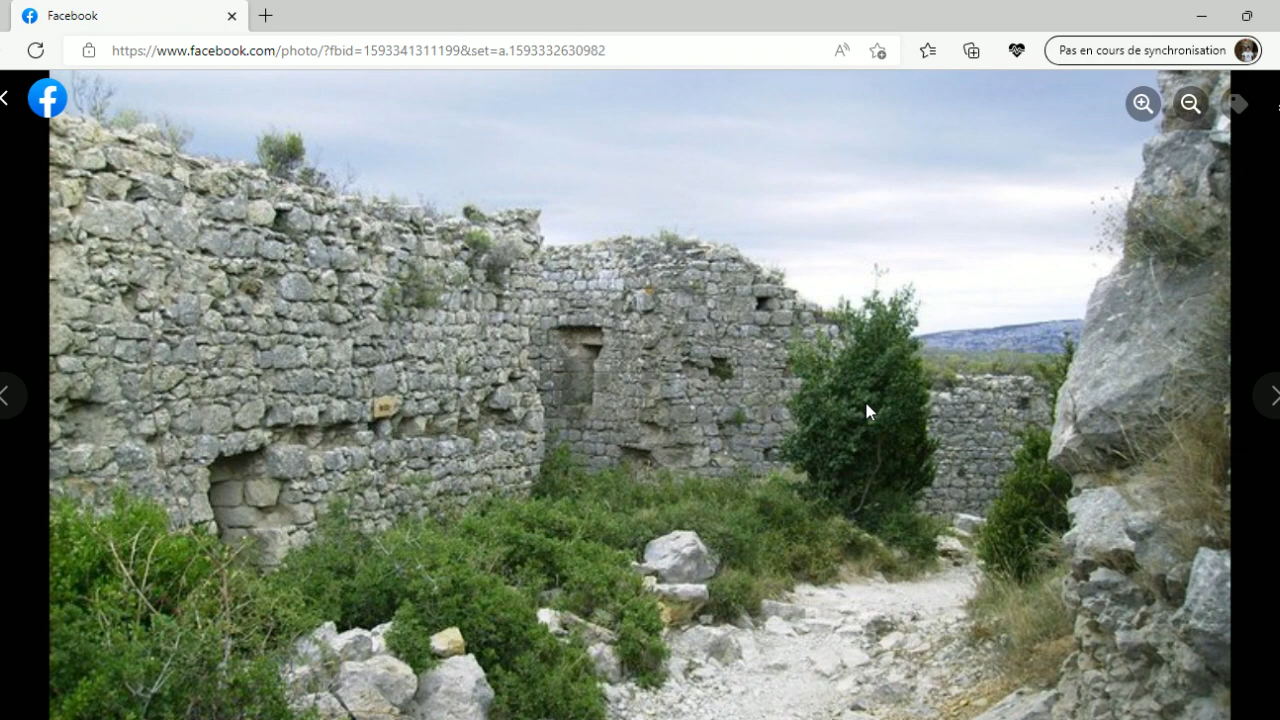 Facebook
https://www.facebook.com/photo/?fbid=1593341311199&set=a.1593332630982
Pas en cours de synchronisation